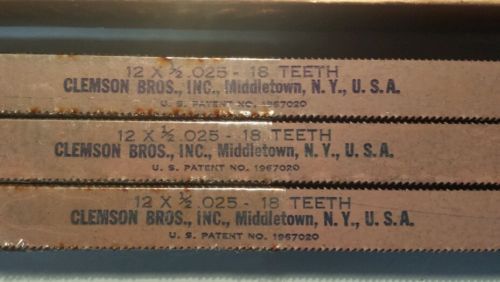 12 X ½ .025 - 18 TEETH
CLEMSON BROS., INC., Middletown, N. Y., U. S. A.
U. S. PATENT NO. 1967020
12 X ½ .025 - 18 TEETH
CLEMSON BROS., INC., Middletown, N. Y., U. S. A.
U. S. PATENT NO. 1967020
12 X ½ .025 - 18 TEETH
CLEMSON BROS., INC., Middletown, N. Y., U. S. A.
U. S. PATENT NO. 1967020